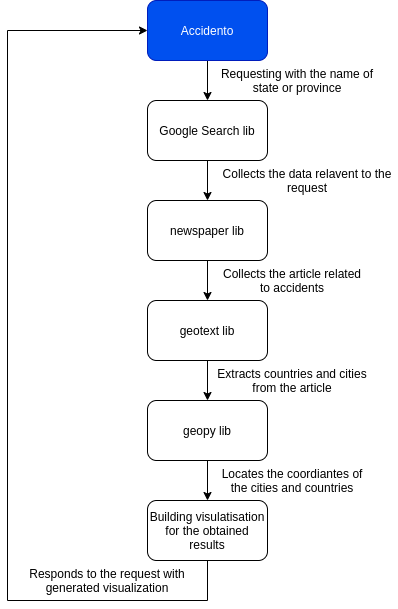 Accidento
Requesting with the name of
state or province
Google Search lib
Collects the data relavent to the
request
newspaper lib
Collects the article related
to accidents
geotext lib
Extracts countries and cities
from the article
geopy lib
Locates the coordiantes of
the cities and countries
Building visulatisation
for the obtained
results
Responds to the request with
generated visualization